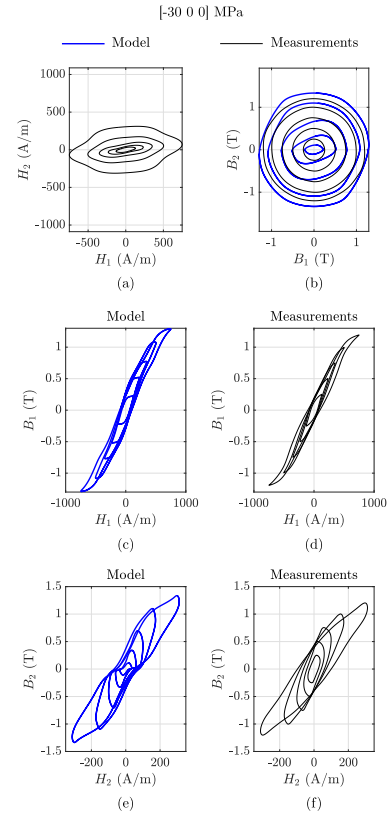 [-30 0 0] MPa
Model Measurements
1000
500
0
-500
-1000
H₂ (A/m)
-500 0 500
H₁ (A/m)
(a)
1
0
-1
B₂ (T)
-1 0 1
B₁ (T)
(b)
Model
1
0.5
0
-0.5
-1
B₁ (T)
-1000 0 1000
H₁ (A/m)
(c)
Measurements
1
0.5
0
-0.5
-1
B₁ (T)
-1000 0 1000
H₁ (A/m)
(d)
Model
1.5
1
0.5
0
-0.5
-1
-1.5
B₂ (T)
-200 0 200
H₂ (A/m)
(e)
Measurements
1.5
1
0.5
0
-0.5
-1
-1.5
B₂ (T)
-200 0 200
H₂ (A/m)
(f)